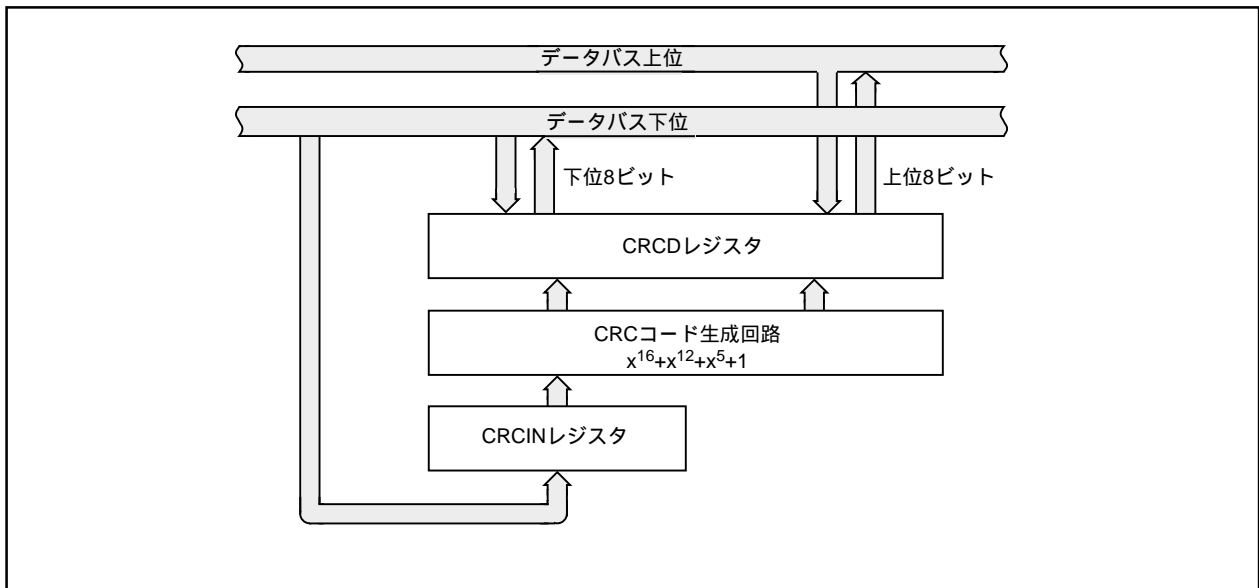 データバス上位
データバス下位
下位8ビット
上位8ビット
CRCDレジスタ
CRCコード生成回路
x¹⁶+x¹²+x⁵+1
CRCINレジスタ